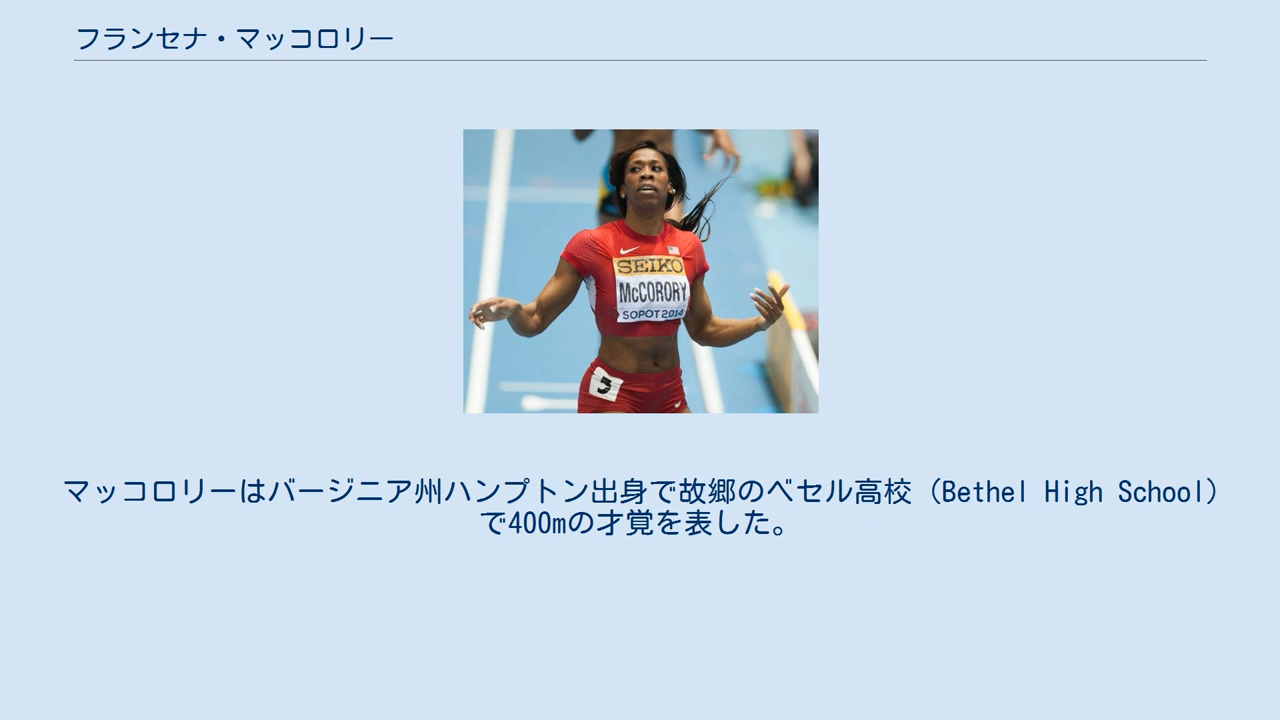 フランセナ・マッコロリー
SEIKO
McCORORY
SOPOT2014
3
マッコロリーはバージニア州ハンプトン出身で故郷のベセル高校（Bethel High School）
で400mの才覚を表した。